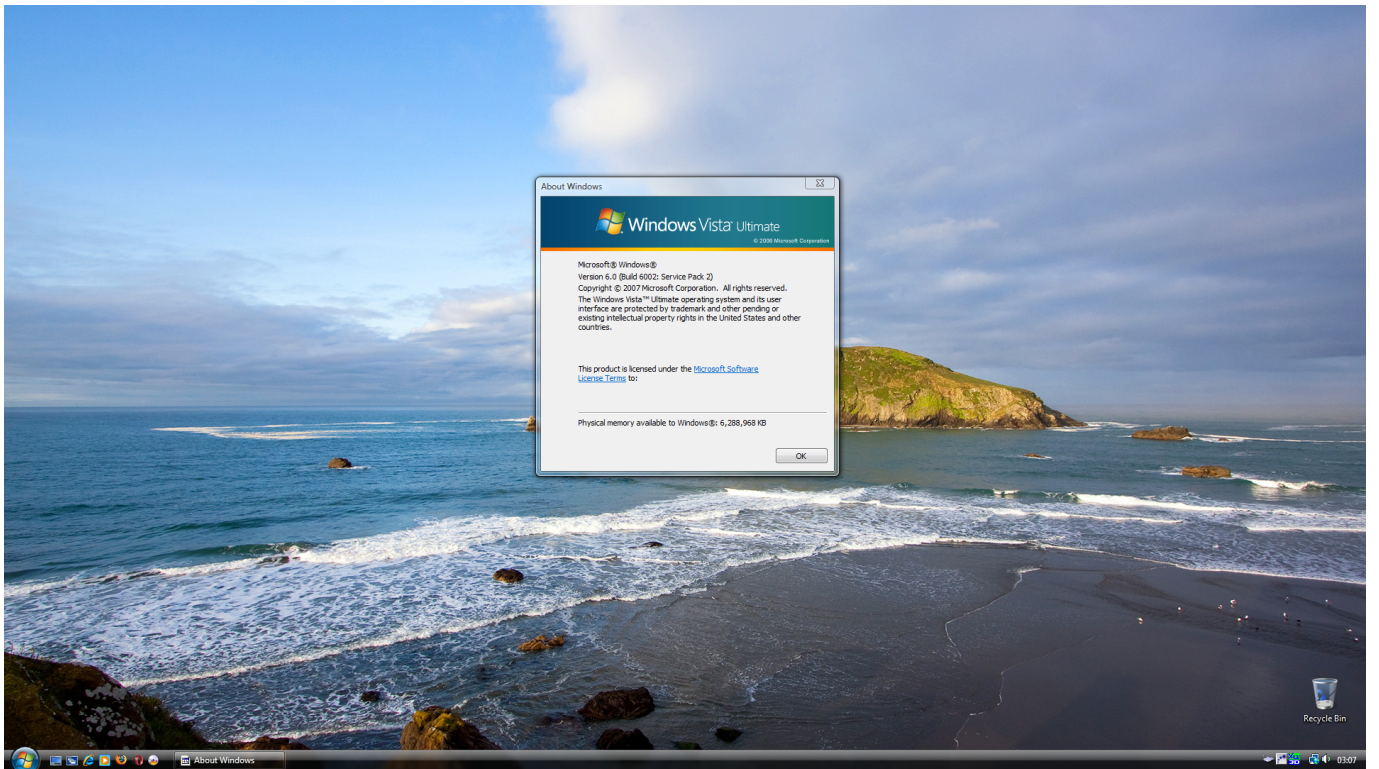 About Windows
Windows Vista™ Ultimate
© 2006 Microsoft Corporation
Microsoft® Windows®
Version 6.0 (Build 6002: Service Pack 2)
Copyright © 2007 Microsoft Corporation. All rights reserved.
The Windows Vista™ Ultimate operating system and its user
interface are protected by trademark and other pending or
existing intellectual property rights in the United States and other
countries.
This product is licensed under the Microsoft Software
License Terms to:
Physical memory available to Windows®: 6,288,968 KB
OK
Recycle Bin
About Windows
03:07